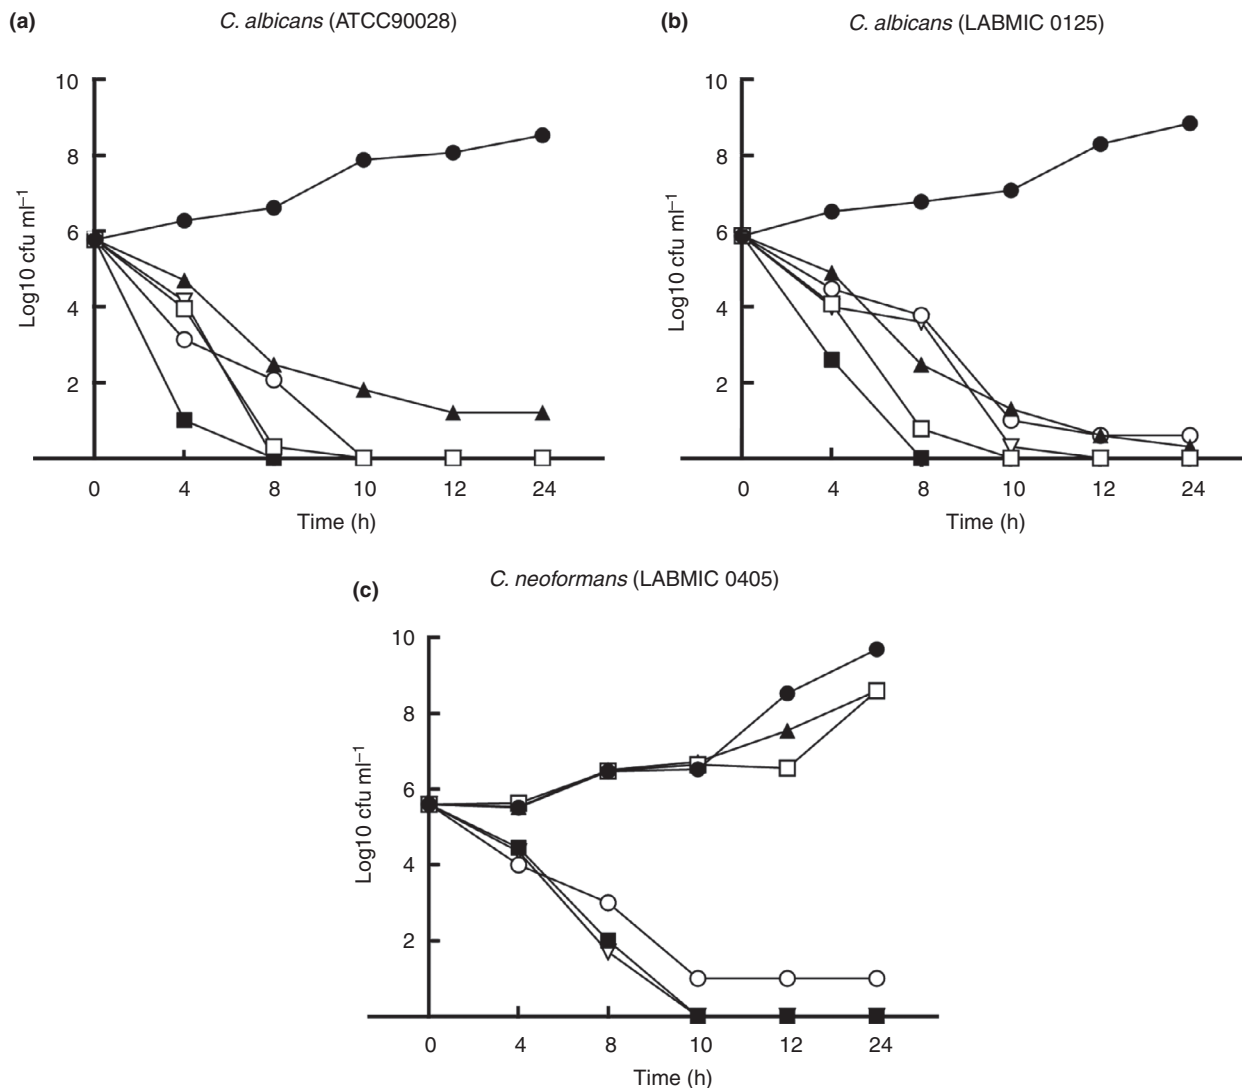 (a)
C. albicans (ATCC90028)
10
8
6
4
2
Log10 cfu ml⁻¹
0 4 8 10 12 24
Time (h)
(b)
C. albicans (LABMIC 0125)
10
8
6
4
2
Log10 cfu ml⁻¹
0 4 8 10 12 24
Time (h)
(c)
C. neoformans (LABMIC 0405)
10
8
6
4
2
Log10 cfu ml⁻¹
0 4 8 10 12 24
Time (h)